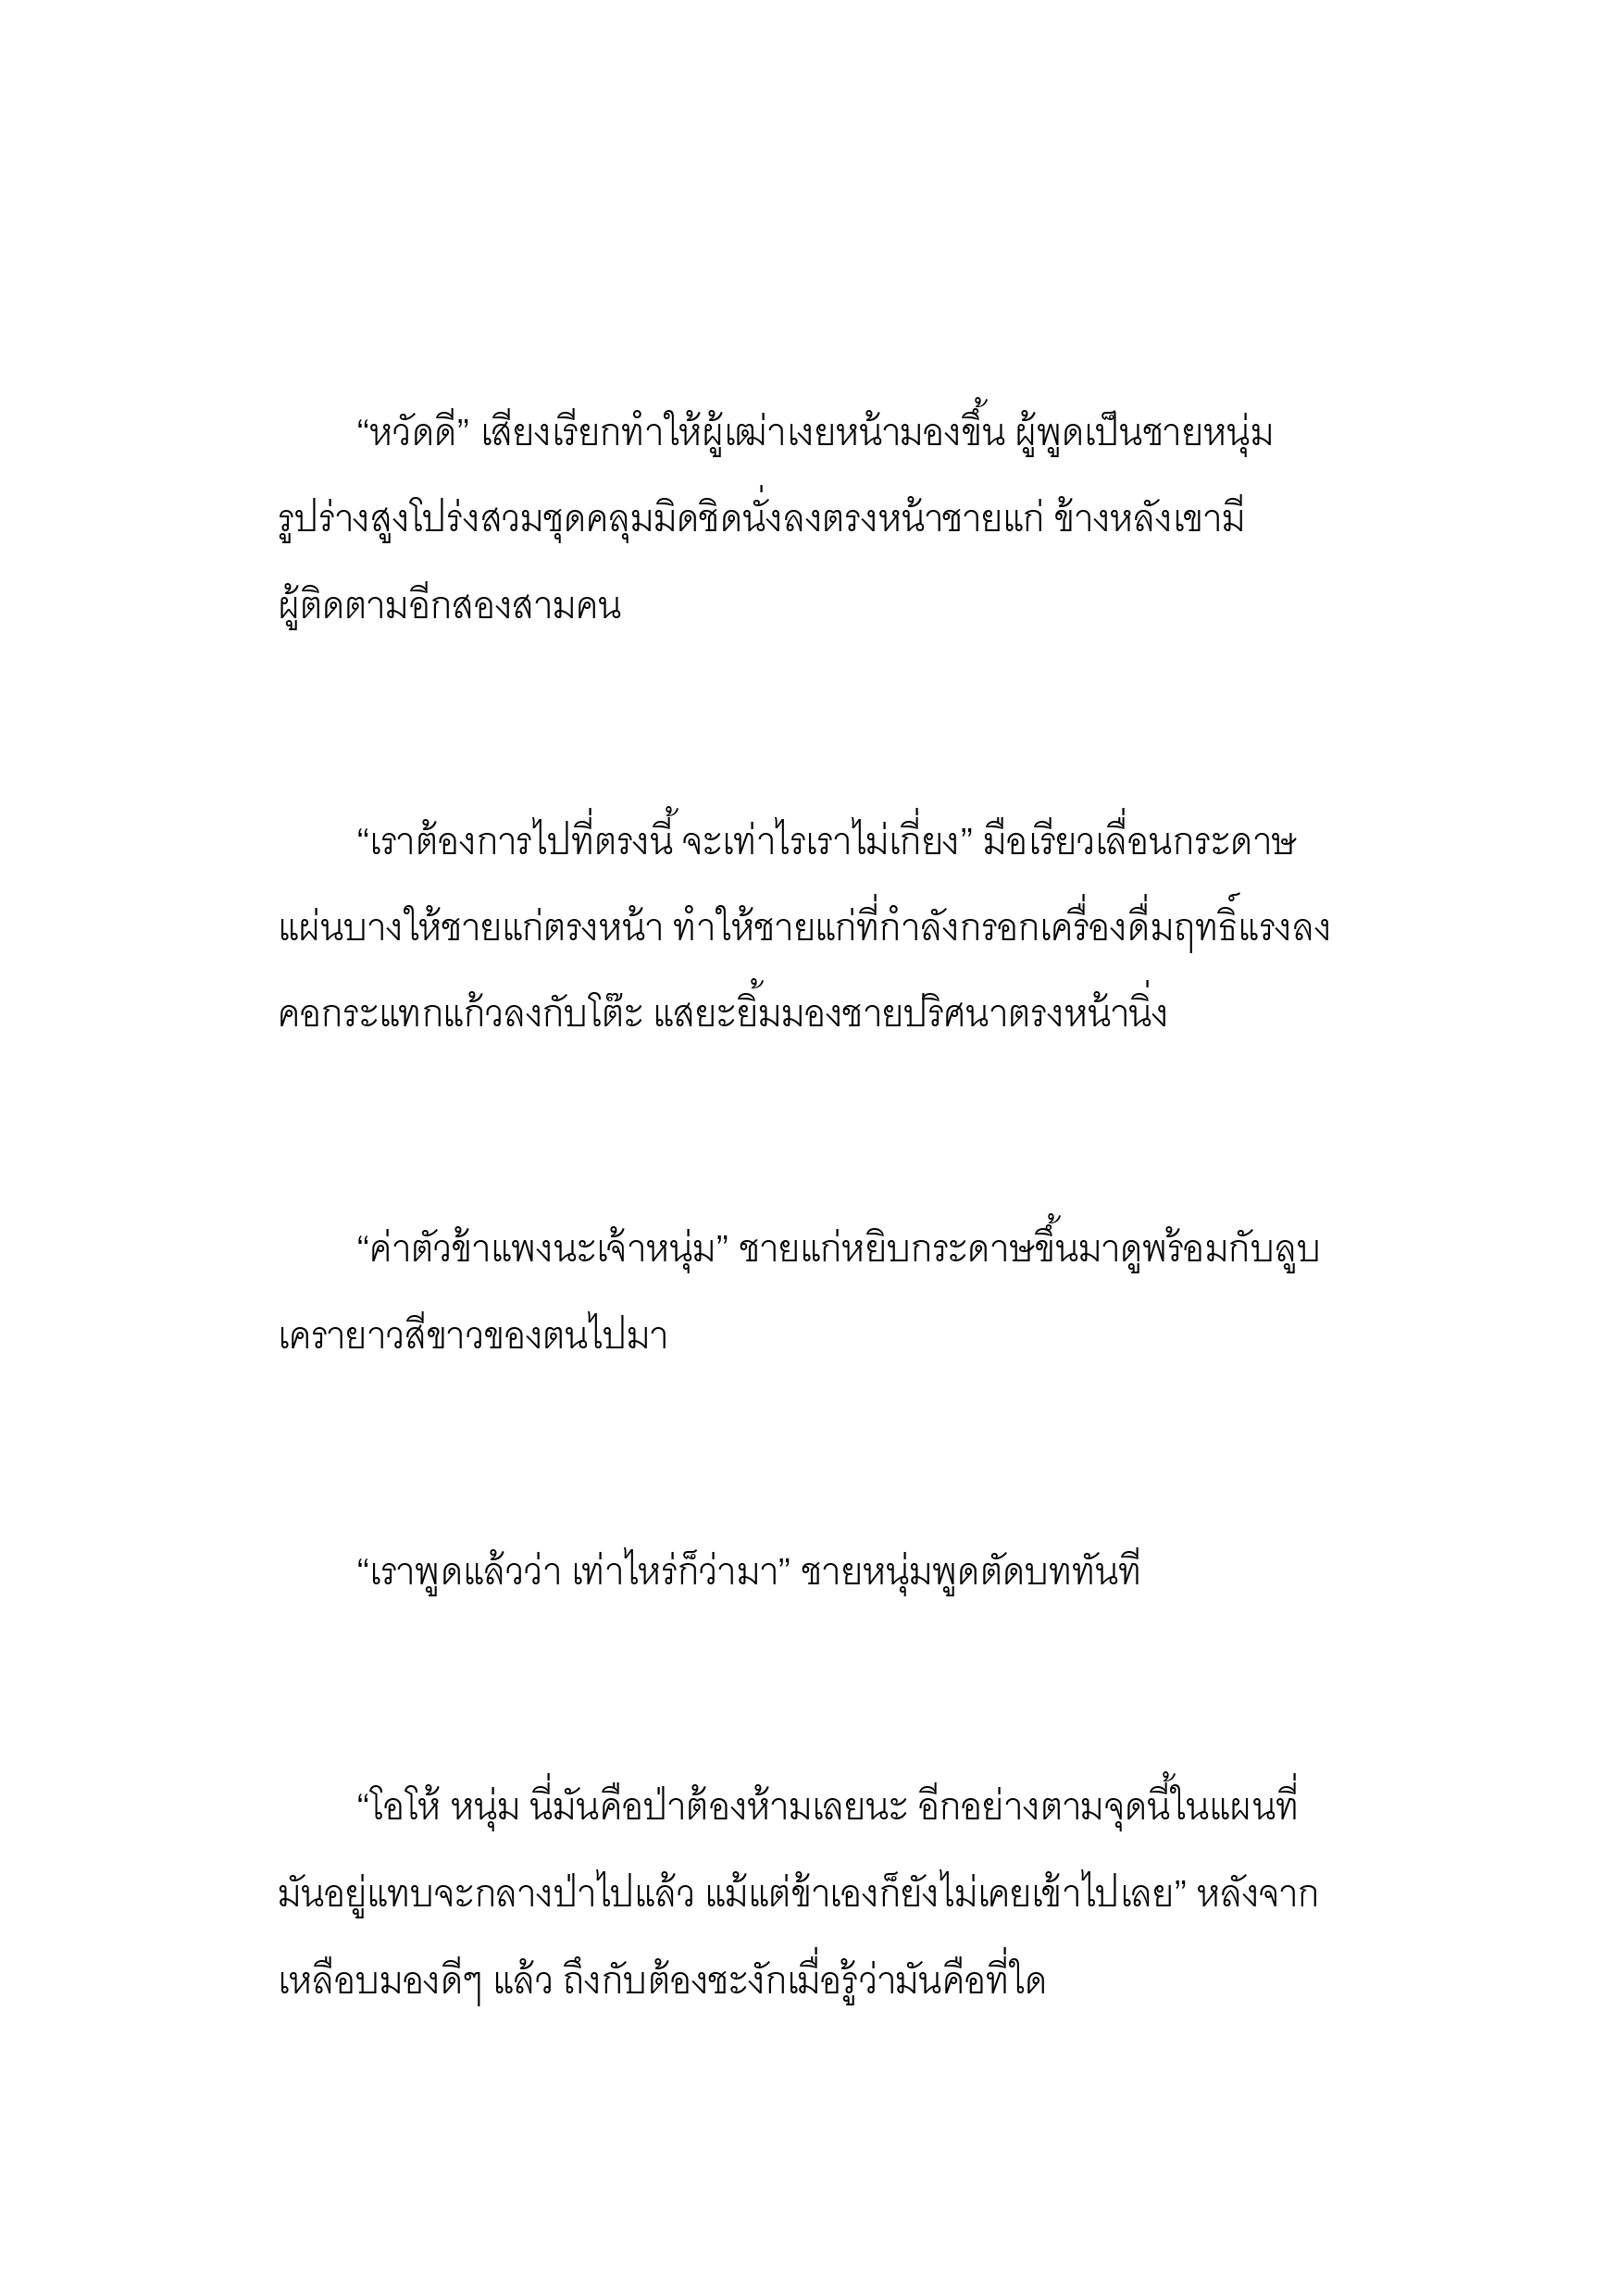 “หวัดดี” เสียงเรียกทำให้ผู้เฒ่าเงยหน้ามองขึ้น ผู้พูดเป็นชายหนุ่ม
รูปร่างสูงโปร่งสวมชุดคลุมมิดชิดนั่งลงตรงหน้าชายแก่ ข้างหลังเขามี
ผู้ติดตามอีกสองสามคน
“เราต้องการไปที่ตรงนี้ จะเท่าไรเราไม่เกี่ยง” มือเรียวเลื่อนกระดาษ
แผ่นบางให้ชายแก่ตรงหน้า ทำให้ชายแก่ที่กำลังกรอกเครื่องดื่มฤทธิ์แรงลง
คอกระแทกแก้วลงกับโต๊ะ แสยะยิ้มมองชายปริศนาตรงหน้านิ่ง
“ค่าตัวข้าแพงนะเจ้าหนุ่ม” ชายแก่หยิบกระดาษขึ้นมาดูพร้อมกับลูบ
เครายาวสีขาวของตนไปมา
“เราพูดแล้วว่า เท่าไหร่ก็ว่ามา” ชายหนุ่มพูดตัดบททันที
“โอโห้ หนุ่ม นี่มันคือป่าต้องห้ามเลยนะ อีกอย่างตามจุดนี้ในแผนที่
มันอยู่แทบจะกลางป่าไปแล้ว แม้แต่ข้าเองก็ยังไม่เคยเข้าไปเลย” หลังจาก
เหลือบมองดีๆ แล้ว ถึงกับต้องชะงักเมื่อรู้ว่ามันคือที่ใด